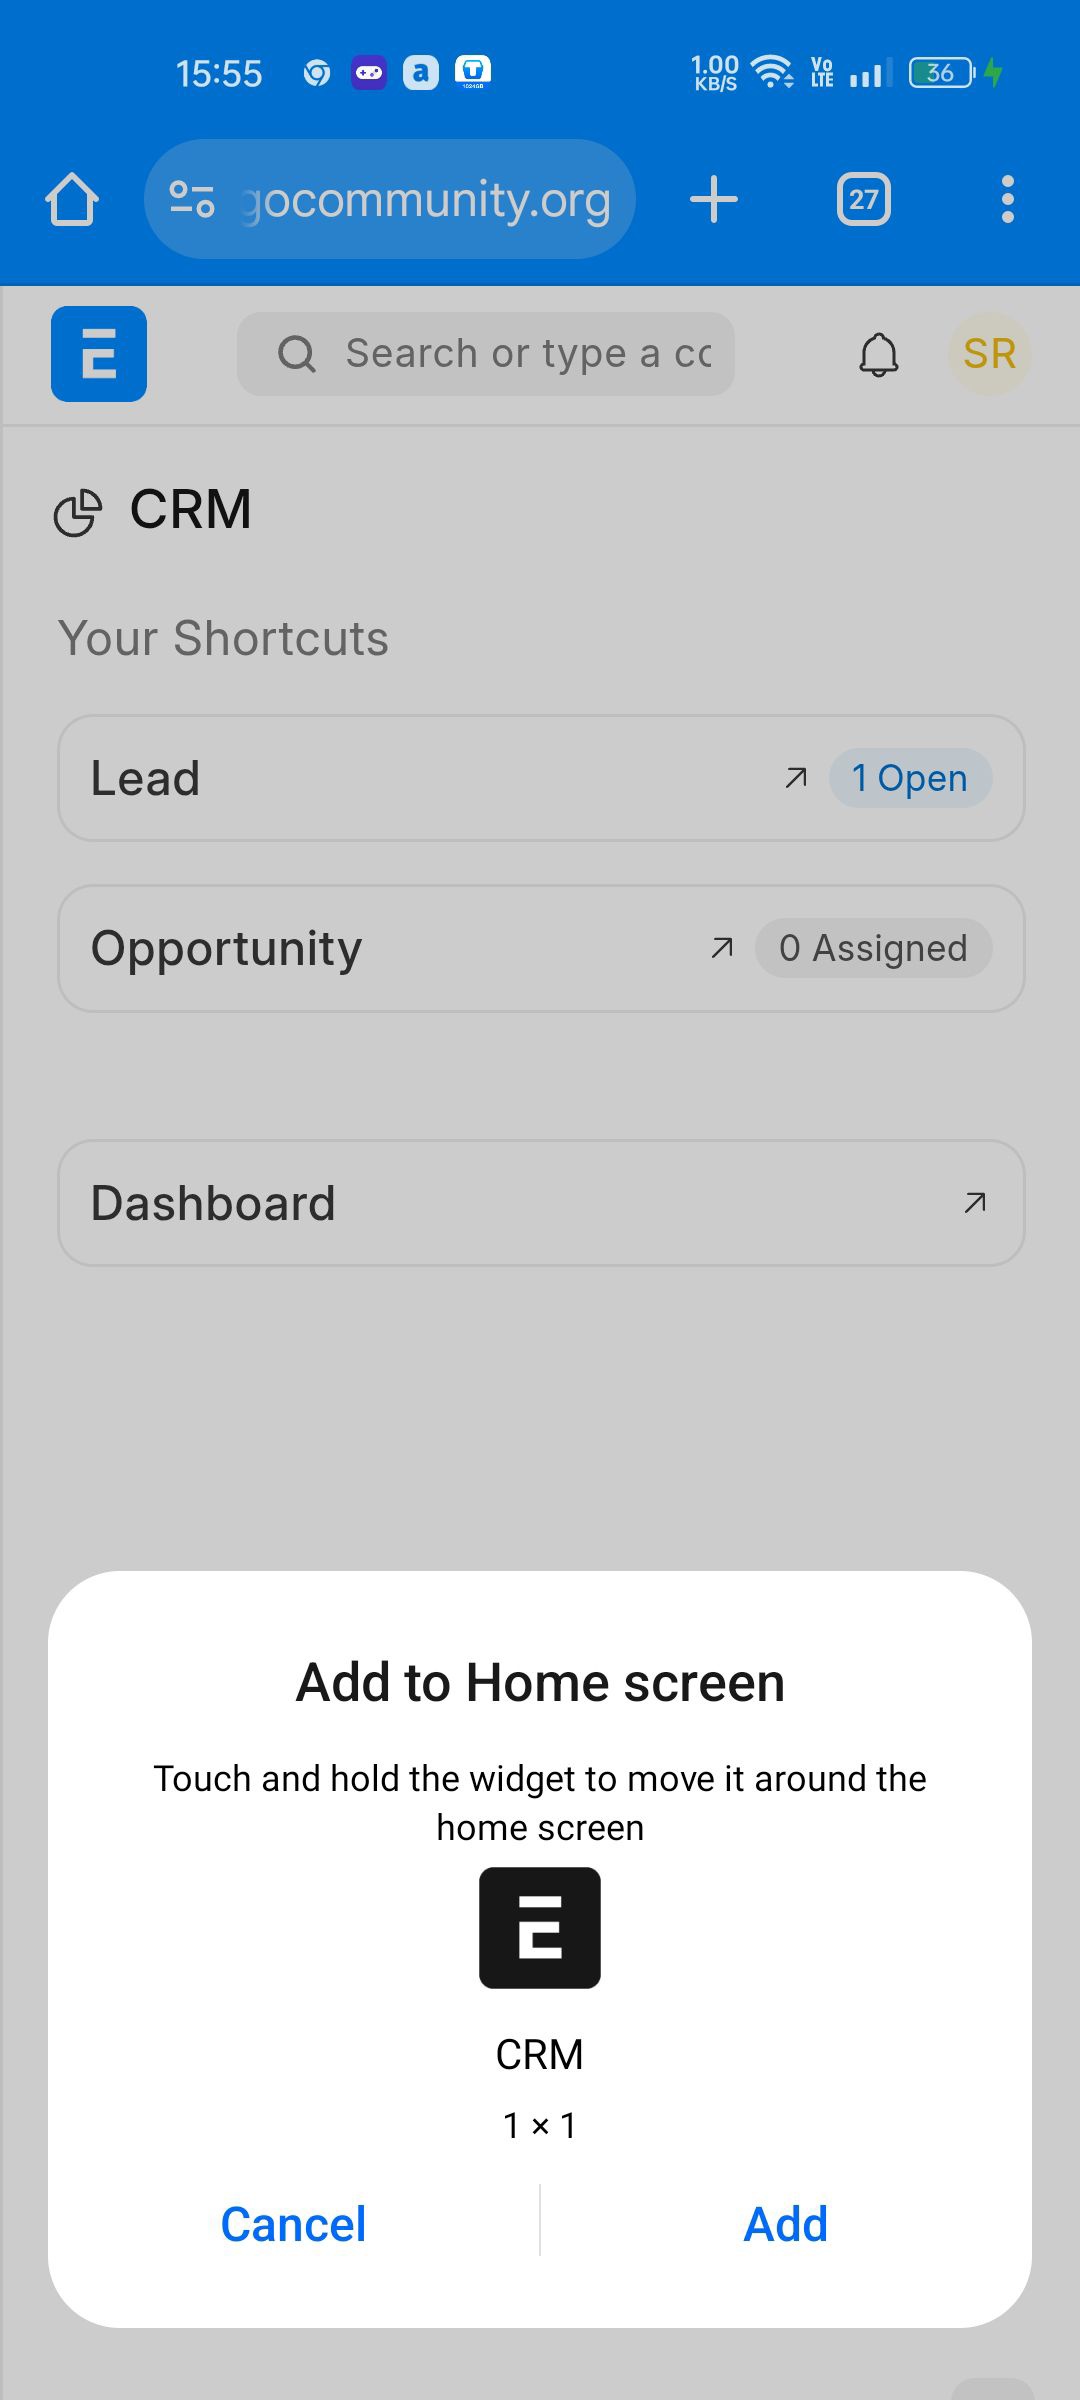 15:55
a
1024GB
1.00
KB/S
Vo
LTE
36
gocommunity.org
27
E
Search or type a co
SR
CRM
Your Shortcuts
Lead
1 Open
Opportunity
0 Assigned
Dashboard
Add to Home screen
Touch and hold the widget to move it around the
home screen
E
CRM
1 × 1
Cancel
Add